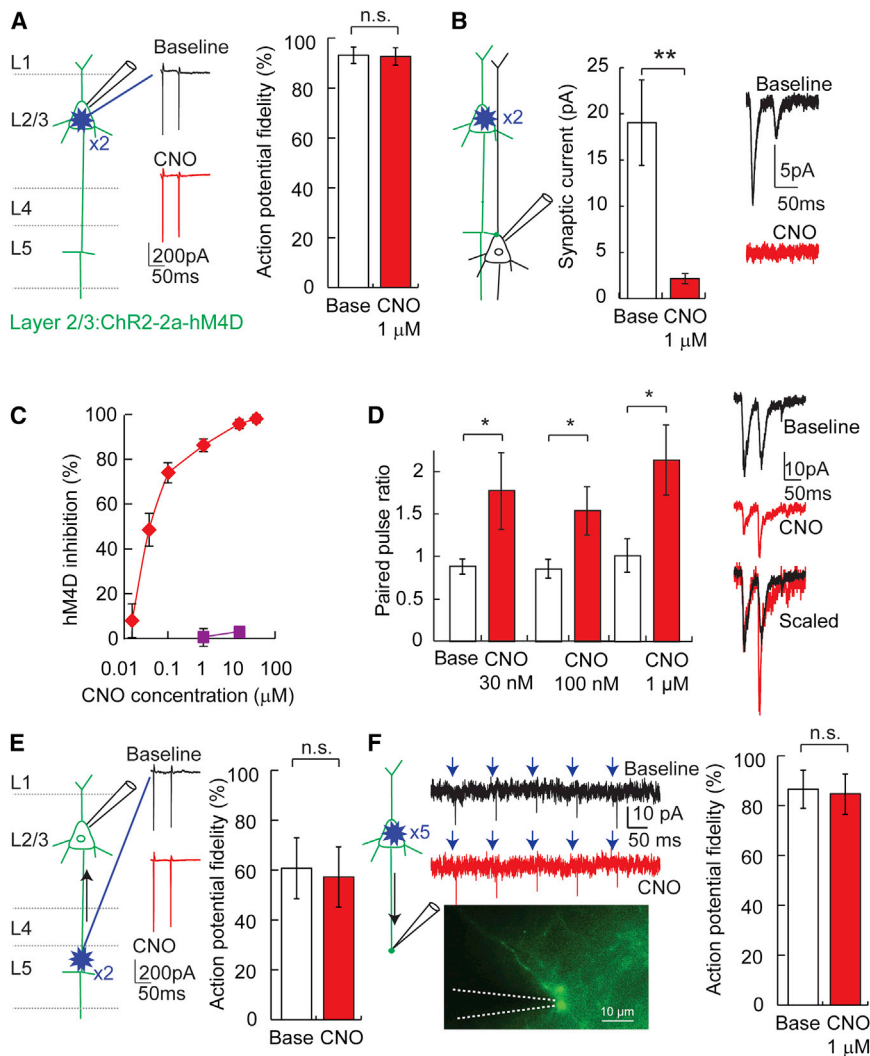 A
L1
L2/3
L4
L5
x2
Baseline
CNO
200pA
50ms
Layer 2/3:ChR2-2a-hM4D
n.s.
Action potential fidelity (%)
100
80
60
40
20
0
Base CNO
1 μM
B
x2
**
Synaptic current (pA)
25
20
15
10
5
0
Base CNO
1 μM
Baseline
5pA
50ms
CNO
C
hM4D inhibition (%)
100
80
60
40
20
0
0.01 0.1 1 10 100
CNO concentration (μM)
D
Paired pulse ratio
2
1.5
1
0.5
0
* * *
Base CNO CNO CNO
30 nM 100 nM 1 μM
Baseline
10pA
50ms
CNO
Scaled
E
L1
L2/3
L4
L5
x2
Baseline
CNO
200pA
50ms
n.s.
Action potential fidelity (%)
100
80
60
40
20
0
Base CNO
F
x5
Baseline
10 pA
50 ms
CNO
10 μm
n.s.
Action potential fidelity (%)
100
80
60
40
20
0
Base CNO
1 μM